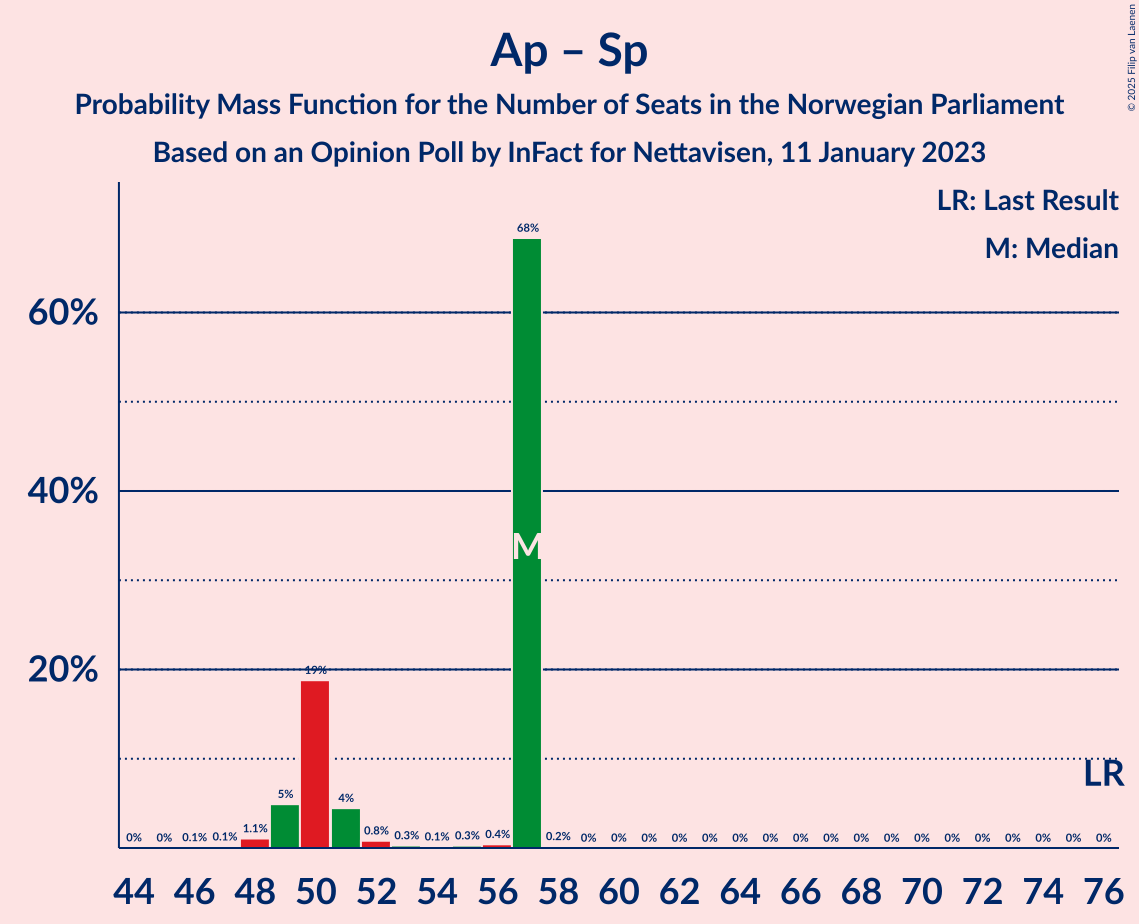 Ap – Sp
Probability Mass Function for the Number of Seats in the Norwegian Parliament
Based on an Opinion Poll by InFact for Nettavisen, 11 January 2023
© 2025 Filip van Laenen
LR: Last Result
M: Median
60%
40%
20%
68%
M
19%
LR
0% 0% 0.1% 0.1% 1.1% 5% 4% 0.8% 0.3% 0.1% 0.3% 0.4% 0.2% 0% 0% 0% 0% 0% 0% 0% 0% 0% 0% 0% 0% 0% 0% 0% 0% 0% 0%
44 46 48 50 52 54 56 58 60 62 64 66 68 70 72 74 76